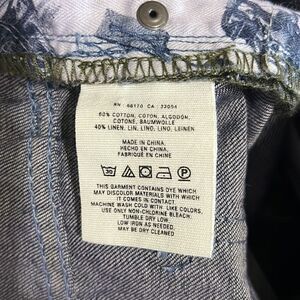 RN : 66170 CA : 22054
60% COTTON, COTON, ALGODON,
COTONE, BAUMWOLLE
40% LINEN, LIN, LINO, LINO, LEINEN
MADE IN CHINA.
HECHO EN CHINA.
FABRIQUÉ EN CHINE
30
THIS GARMENT CONTAINS DYE WHICH
MAY DISCOLOR MATERIALS WITH WHICH
IT COMES IN CONTACT.
MACHINE WASH COLD WITH LIKE COLORS,
USE ONLY NON-CHLORINE BLEACH,
TUMBLE DRY LOW
LOW IRON AS NEEDED,
MAY BE DRY CLEANED